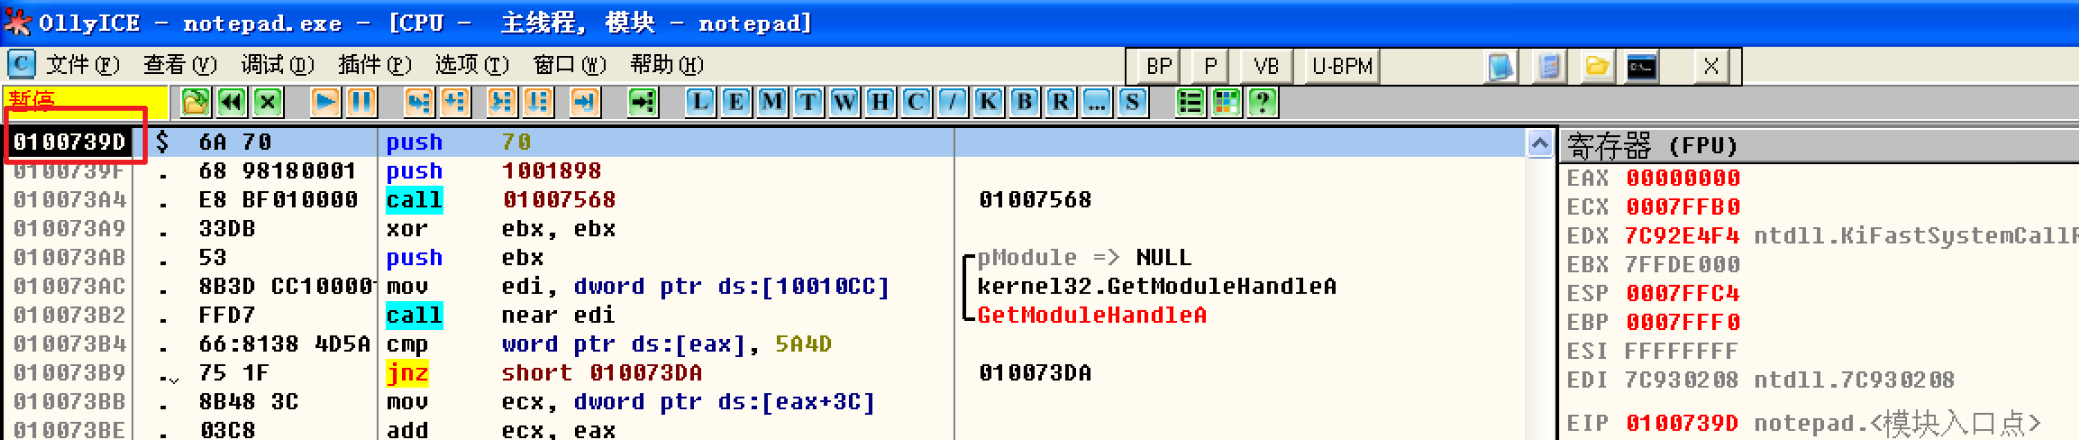 OllyICE - notepad.exe - [CPU - 主线程, 模块 - notepad]
C 文件(F) 查看(V) 调试(D) 插件(P) 选项(T) 窗口(W) 帮助(H) BP P VB U-BPM X
暂停 L E M T W H C / K B R ... S ?
0100739D $ 6A 70 push 70 寄存器 (FPU)
0100739F . 68 98180001 push 1001898 EAX 00000000
010073A4 . E8 BF010000 call 01007568 01007568 ECX 0007FFB0
010073A9 . 33DB xor ebx, ebx EDX 7C92E4F4 ntdll.KiFastSystemCallR
010073AB . 53 push ebx pModule => NULL EBX 7FFDE000
010073AC . 8B3D CC10000 mov edi, dword ptr ds:[10010CC] kernel32.GetModuleHandleA ESP 0007FFC4
010073B2 . FFD7 call near edi GetModuleHandleA EBP 0007FFF0
010073B4 . 66:8138 4D5A cmp word ptr ds:[eax], 5A4D ESI FFFFFFFF
010073B9 . 75 1F jnz short 010073DA 010073DA EDI 7C930208 ntdll.7C930208
010073BB . 8B48 3C mov ecx, dword ptr ds:[eax+3C] EIP 0100739D notepad.<模块入口点>
010073BE . 03C8 add ecx, eax